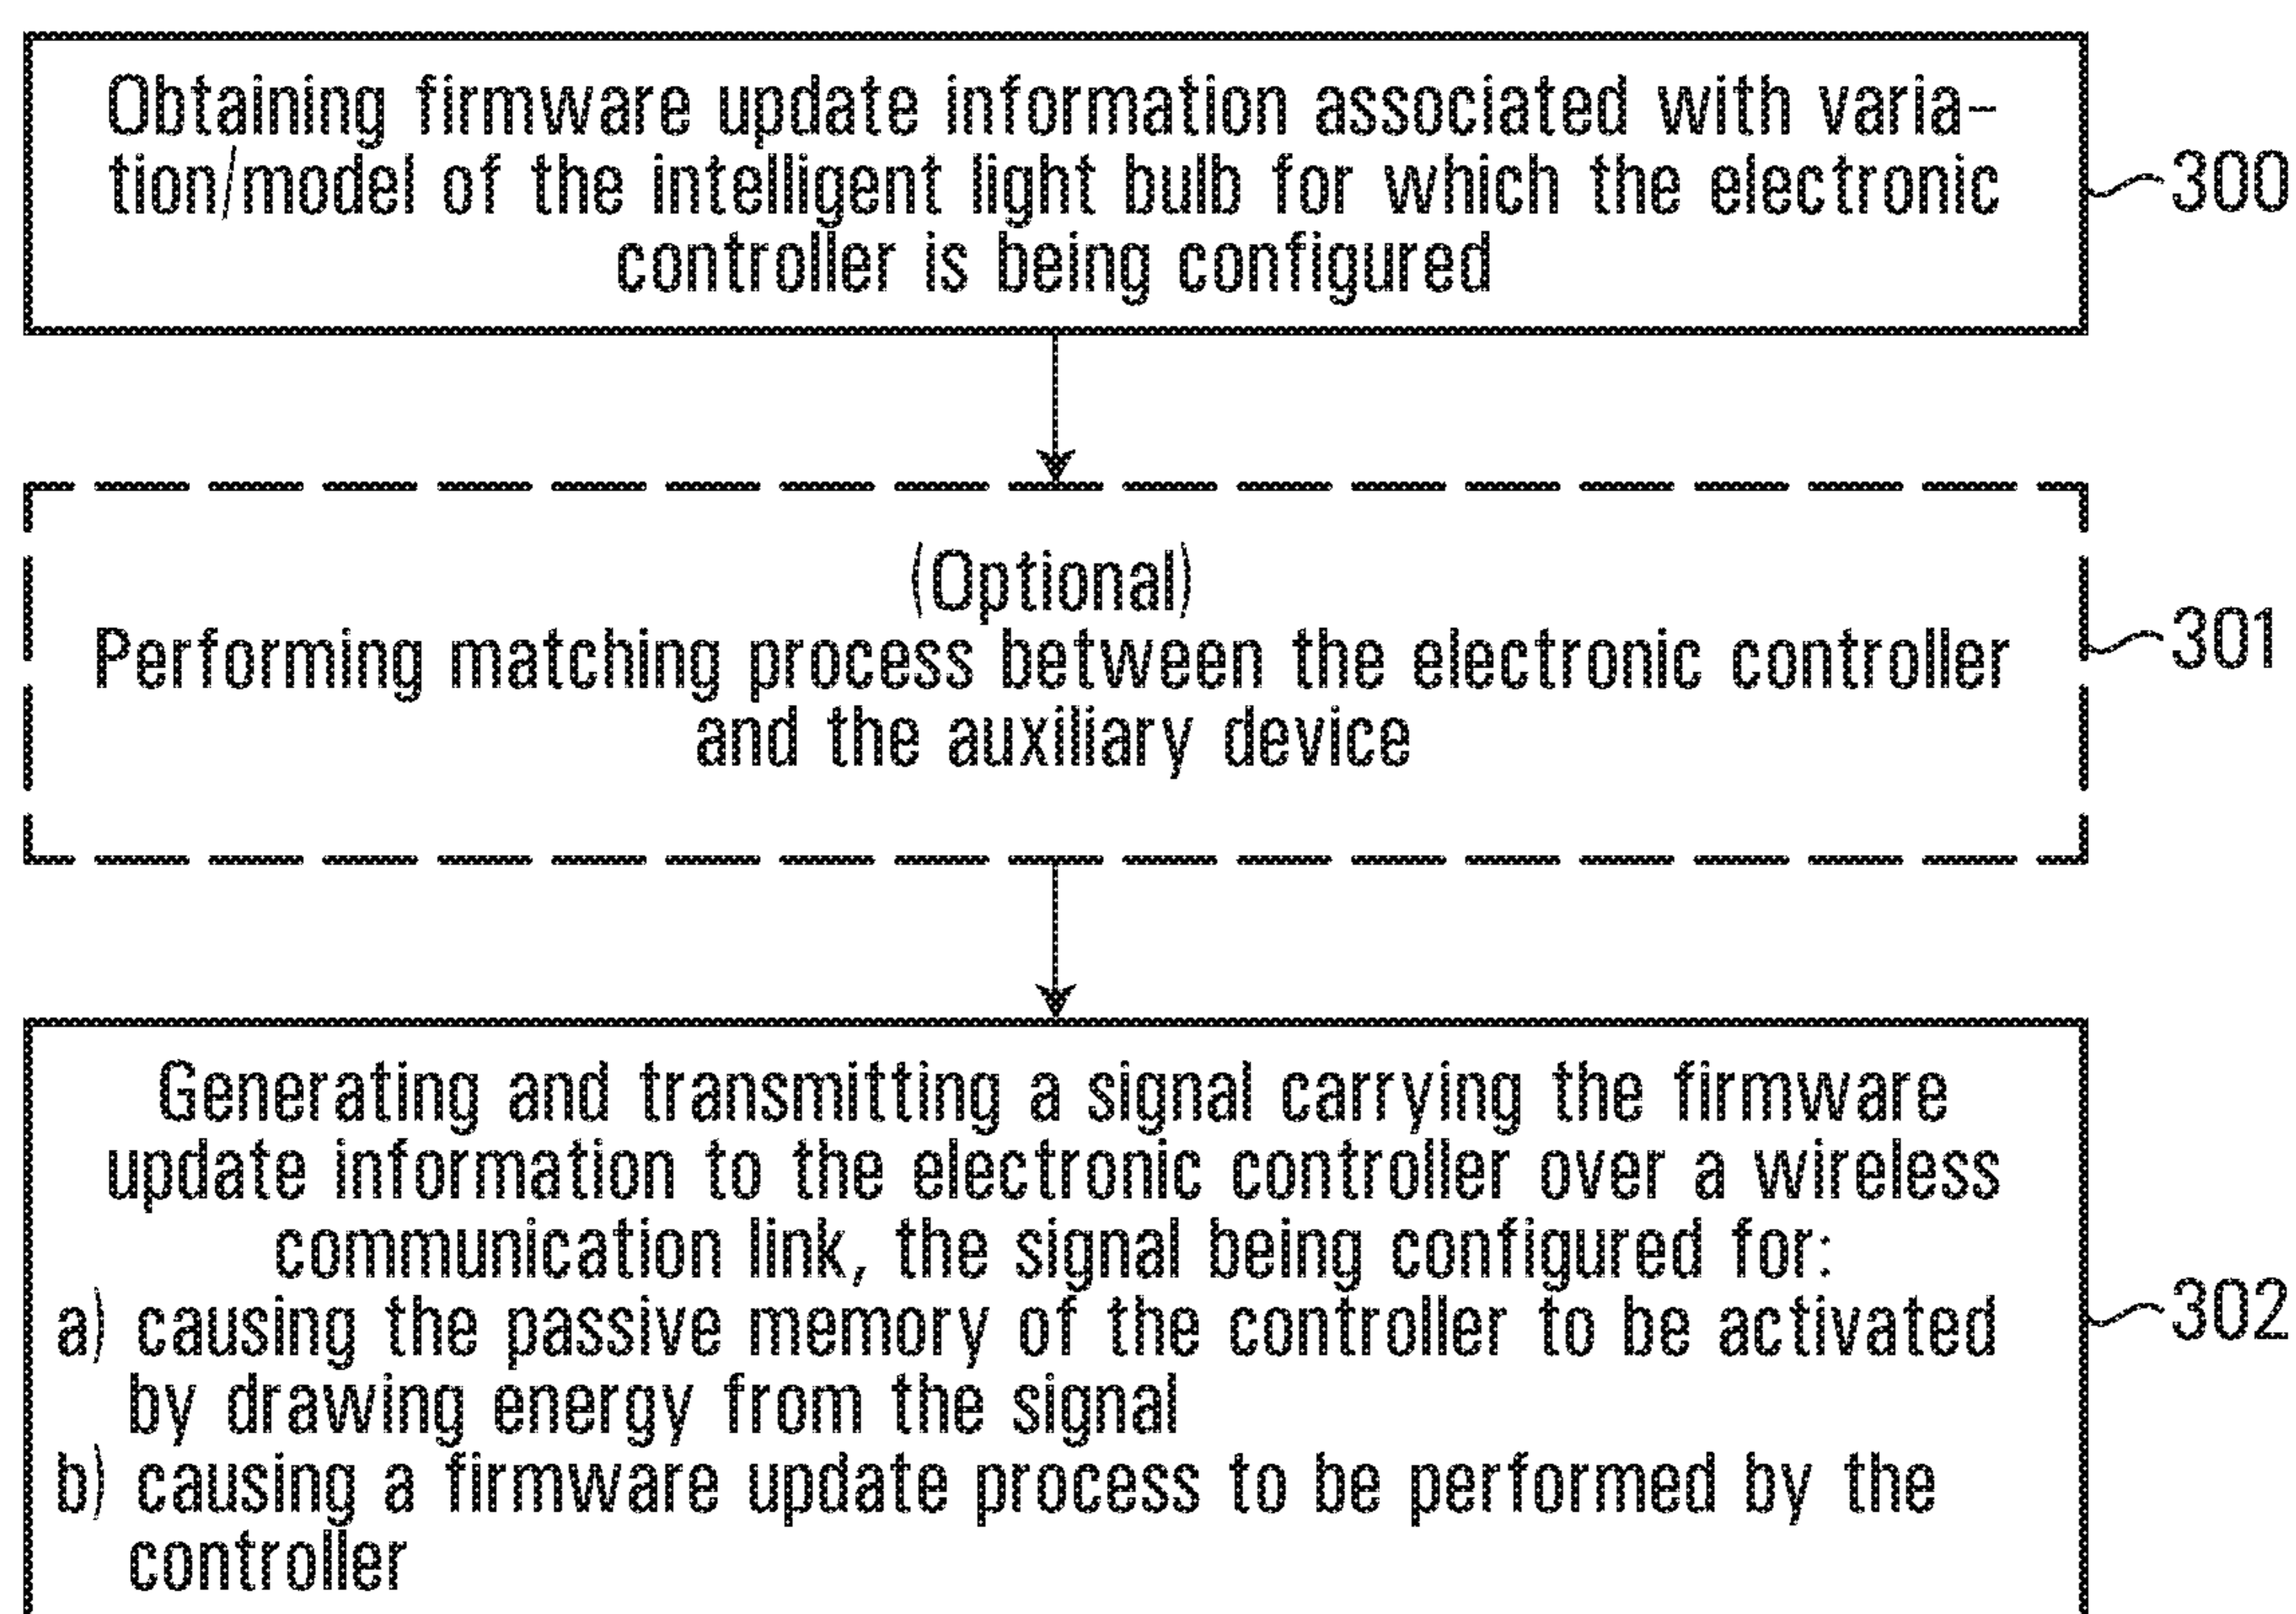 Obtaining firmware update information associated with varia-
tion/model of the intelligent light bulb for which the electronic
controller is being configured
300
(Optional)
Performing matching process between the electronic controller
and the auxiliary device
301
Generating and transmitting a signal carrying the firmware
update information to the electronic controller over a wireless
communication link, the signal being configured for:
a) causing the passive memory of the controller to be activated
by drawing energy from the signal
b) causing a firmware update process to be performed by the
controller
302